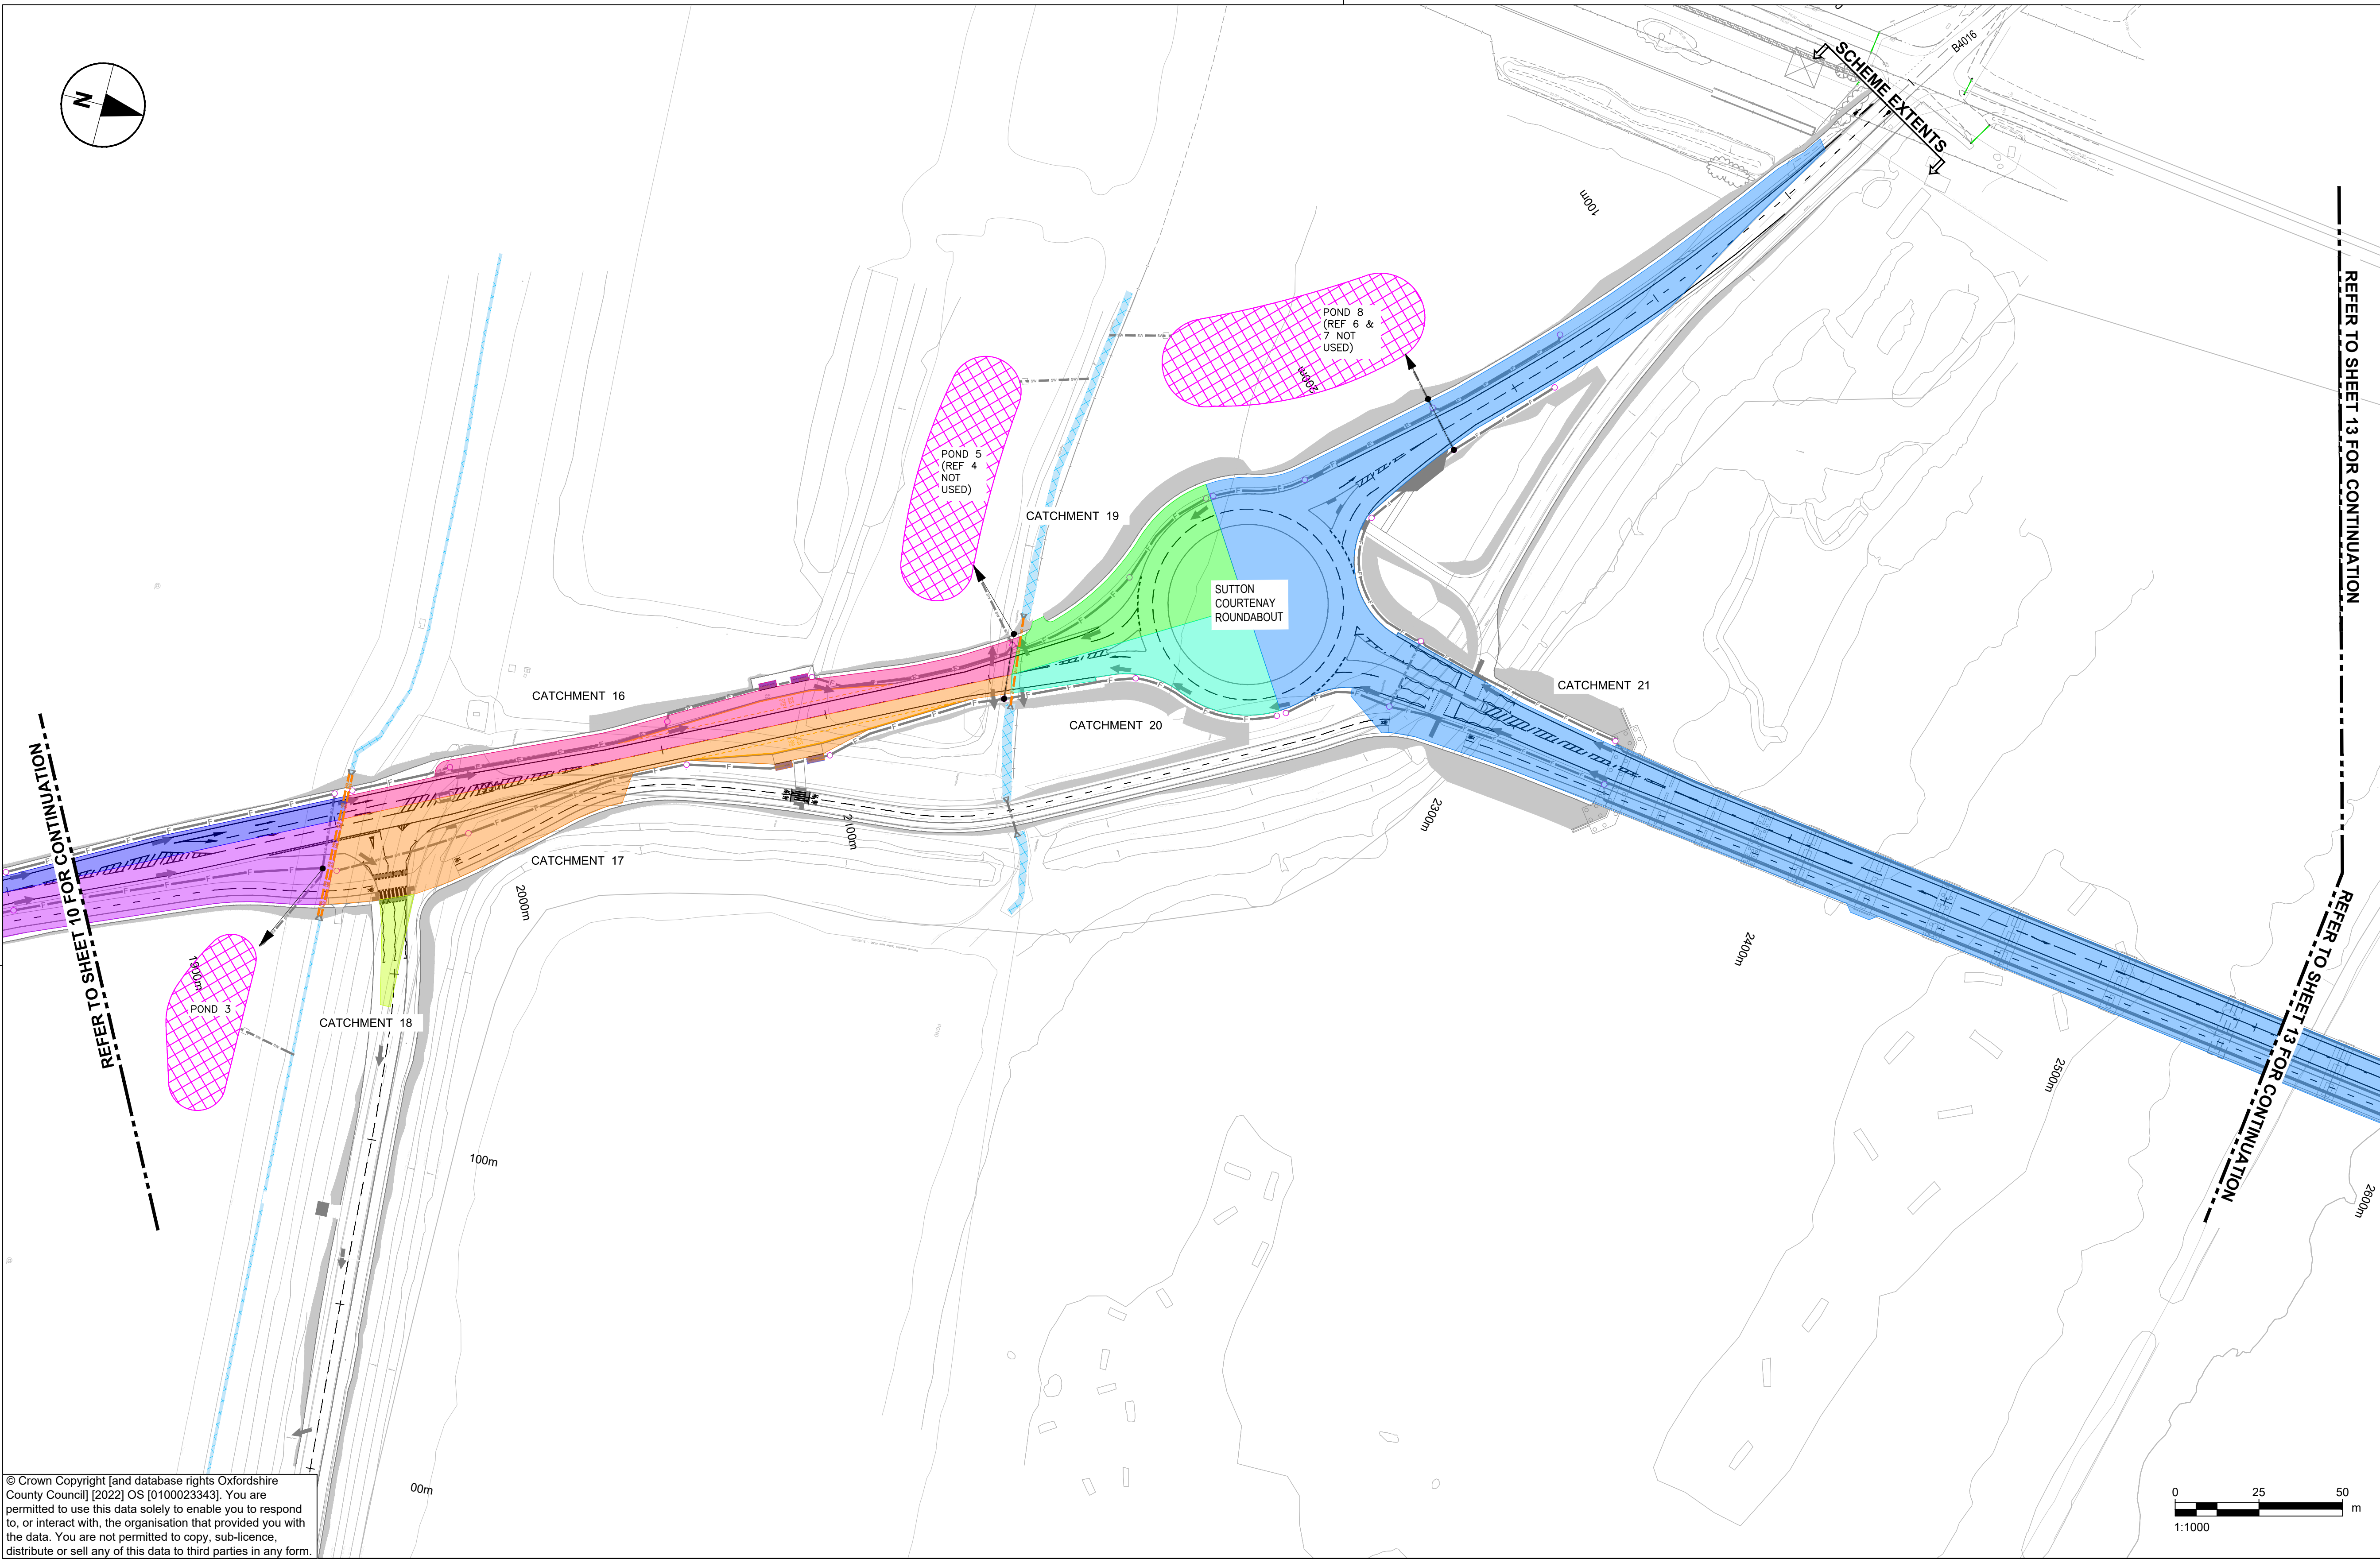 N
B4016
SCHEME EXTENTS
100m
REFER TO SHEET 13 FOR CONTINUATION
POND 8
(REF 6 &
7 NOT
USED)
200m
POND 5
(REF 4
NOT
USED)
CATCHMENT 19
SUTTON
COURTENAY
ROUNDABOUT
CATCHMENT 16
CATCHMENT 21
CATCHMENT 20
REFER TO SHEET 10 FOR CONTINUATION
2300m
2100m
CATCHMENT 17
2000m
2400m
REFER TO SHEET 13 FOR CONTINUATION
1900m
POND 3
CATCHMENT 18
2500m
100m
2600m
00m
© Crown Copyright [and database rights Oxfordshire
County Council] [2022] OS [0100023343]. You are
permitted to use this data solely to enable you to respond
to, or interact with, the organisation that provided you with
the data. You are not permitted to copy, sub-licence,
distribute or sell any of this data to third parties in any form.
0 25 50
m
1:1000